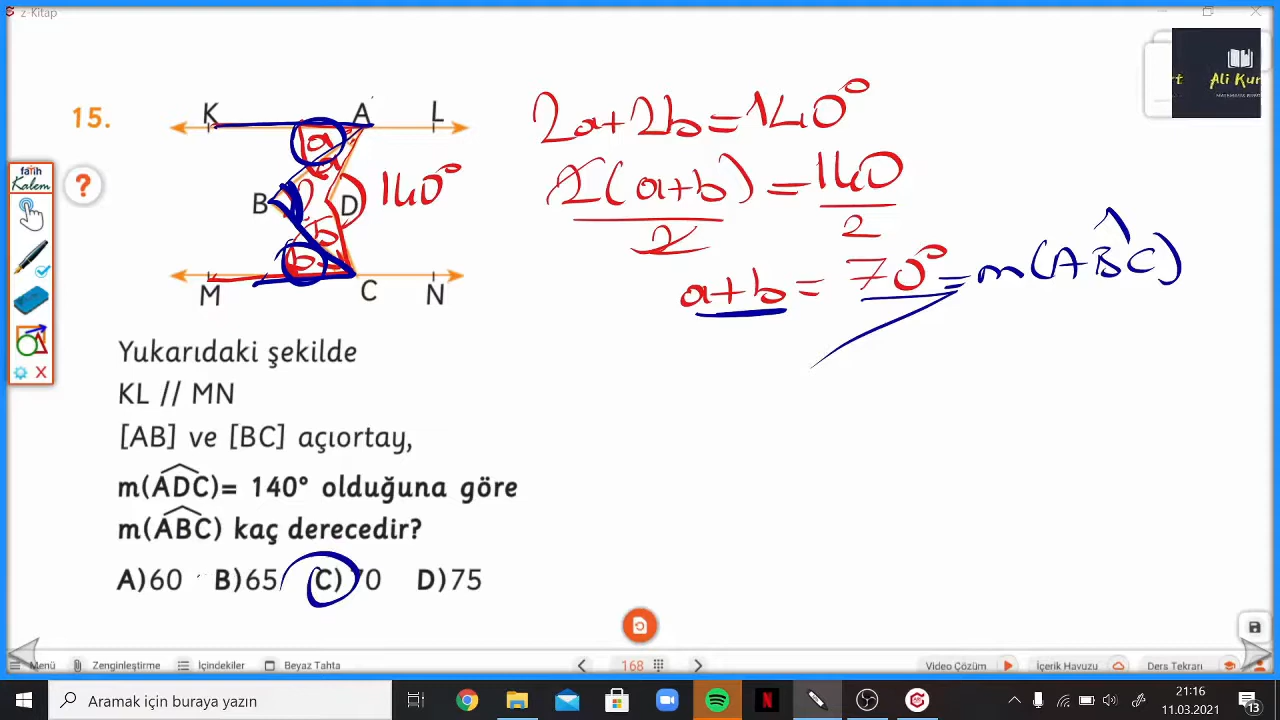 z-Kitap
Ali Kur
15.
K A L
a
a
B D 140°
b
b
M C N
2a+2b=140°
2(a+b) = 140
2 2
a+b = 70° = m(ABC)
fatih
Kalem
?
Yukarıdaki şekilde
KL // MN
[AB] ve [BC] açıortay,
m(ADC)= 140° olduğuna göre
m(ABC) kaç derecedir?
A)60 B)65 C)70 D)75
Menü Zenginleştirme İçindekiler Beyaz Tahta 168 Video Çözüm İçerik Havuzu Ders Tekrarı
Aramak için buraya yazın
21:16
11.03.2021
13